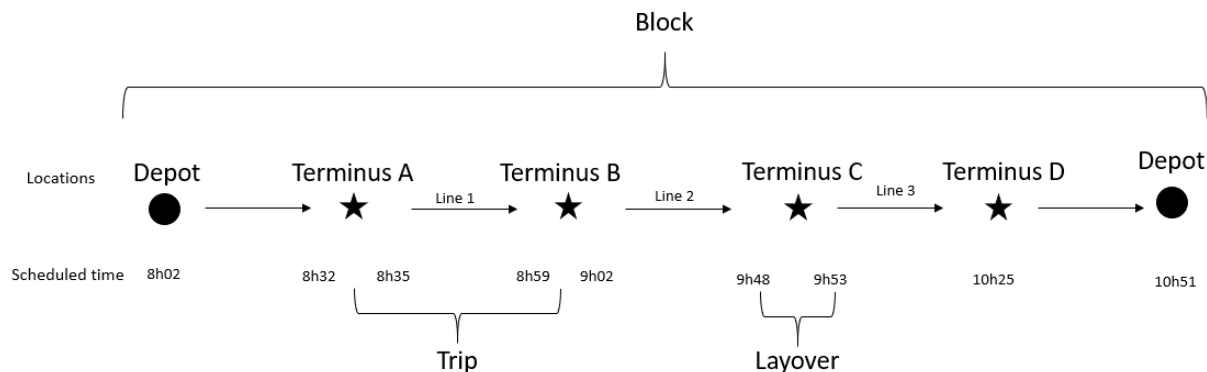 Block
Locations Depot Terminus A Terminus B Terminus C Terminus D Depot
Line 1 Line 2 Line 3
Scheduled time 8h02 8h32 8h35 8h59 9h02 9h48 9h53 10h25 10h51
Trip Layover